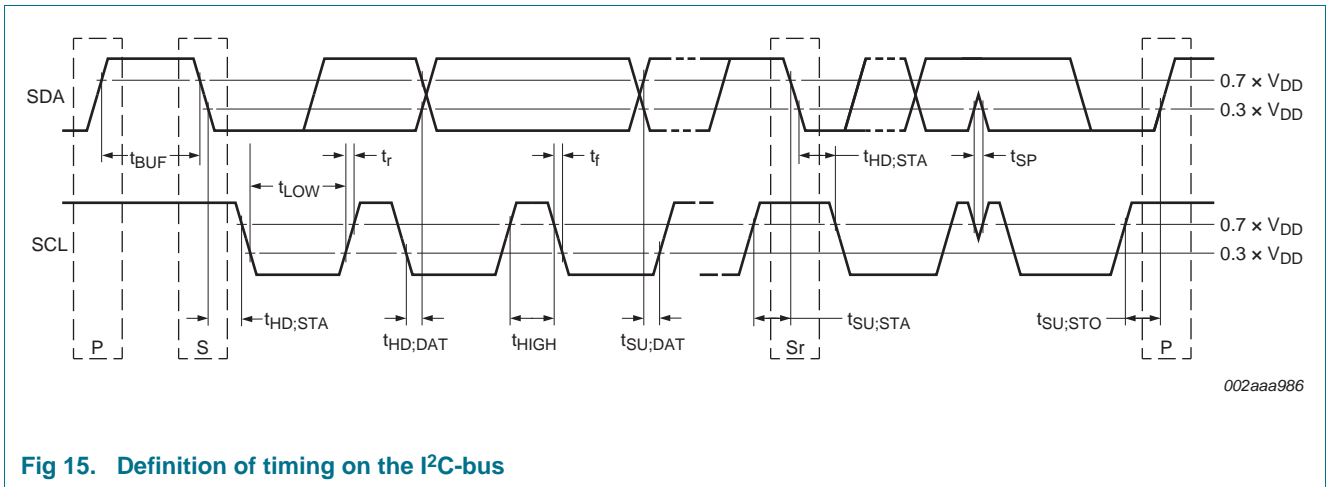 SDA
0.7 × VDD
0.3 × VDD
tBUF
tLOW
tr
tf
tHD;STA
tSP
SCL
0.7 × VDD
0.3 × VDD
tHD;STA
tHD;DAT
tHIGH
tSU;DAT
tSU;STA
tSU;STO
P
S
Sr
P
002aaa986
Fig 15. Definition of timing on the I²C-bus